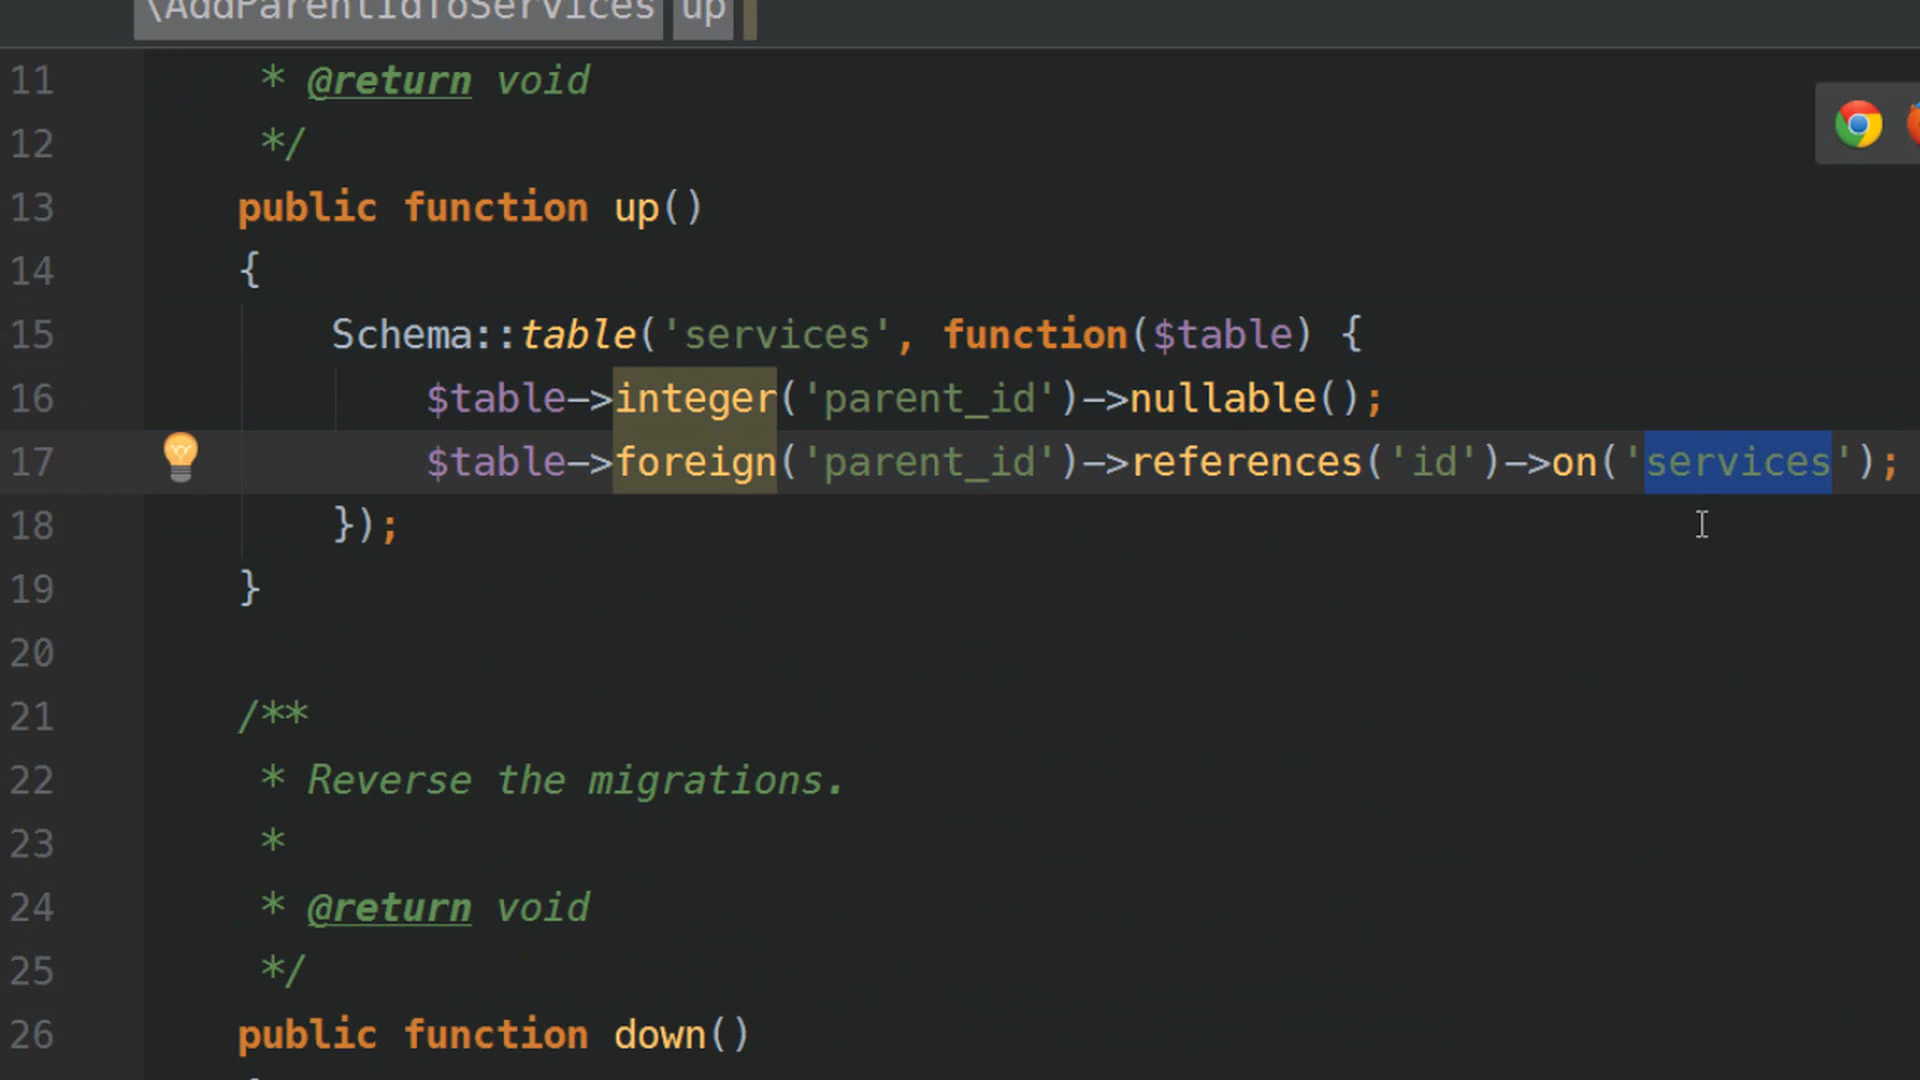 \AddParentIdToServices up
11 * @return void
12 */
13 public function up()
14 {
15 Schema::table('services', function($table) {
16 $table->integer('parent_id')->nullable();
17 $table->foreign('parent_id')->references('id')->on('services');
18 });
19 }
20
21 /**
22 * Reverse the migrations.
23 *
24 * @return void
25 */
26 public function down()